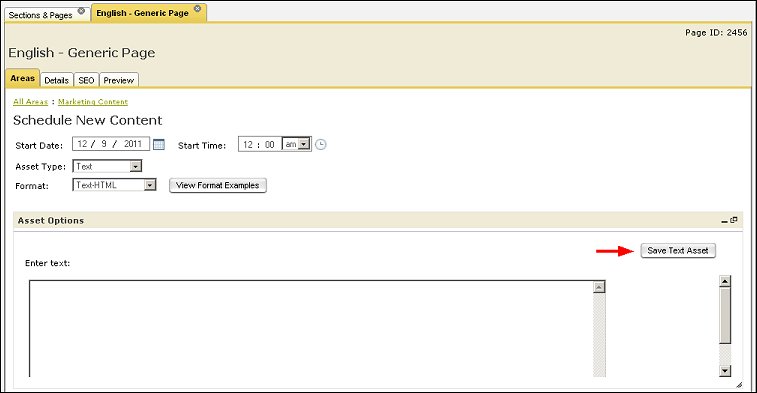 Sections & Pages English - Generic Page
Page ID: 2456
English - Generic Page
Areas Details SEO Preview
All Areas : Marketing Content
Schedule New Content
Start Date: 12 / 9 / 2011 Start Time: 12 : 00 am
Asset Type: Text
Format: Text-HTML View Format Examples
Asset Options
Save Text Asset
Enter text: